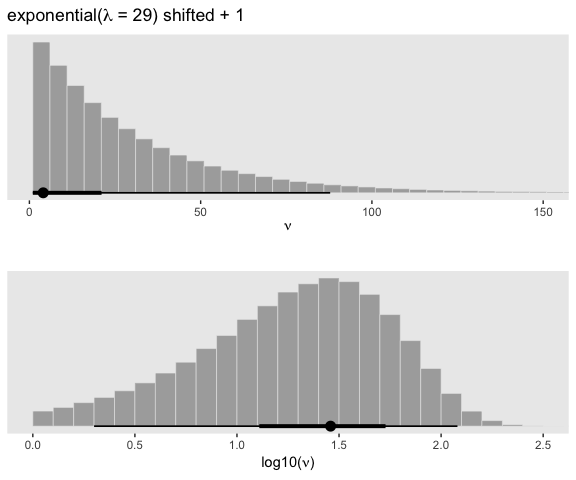 exponential(λ = 29) shifted + 1
0 50 100 150
ν
0.0 0.5 1.0 1.5 2.0 2.5
log10(ν)